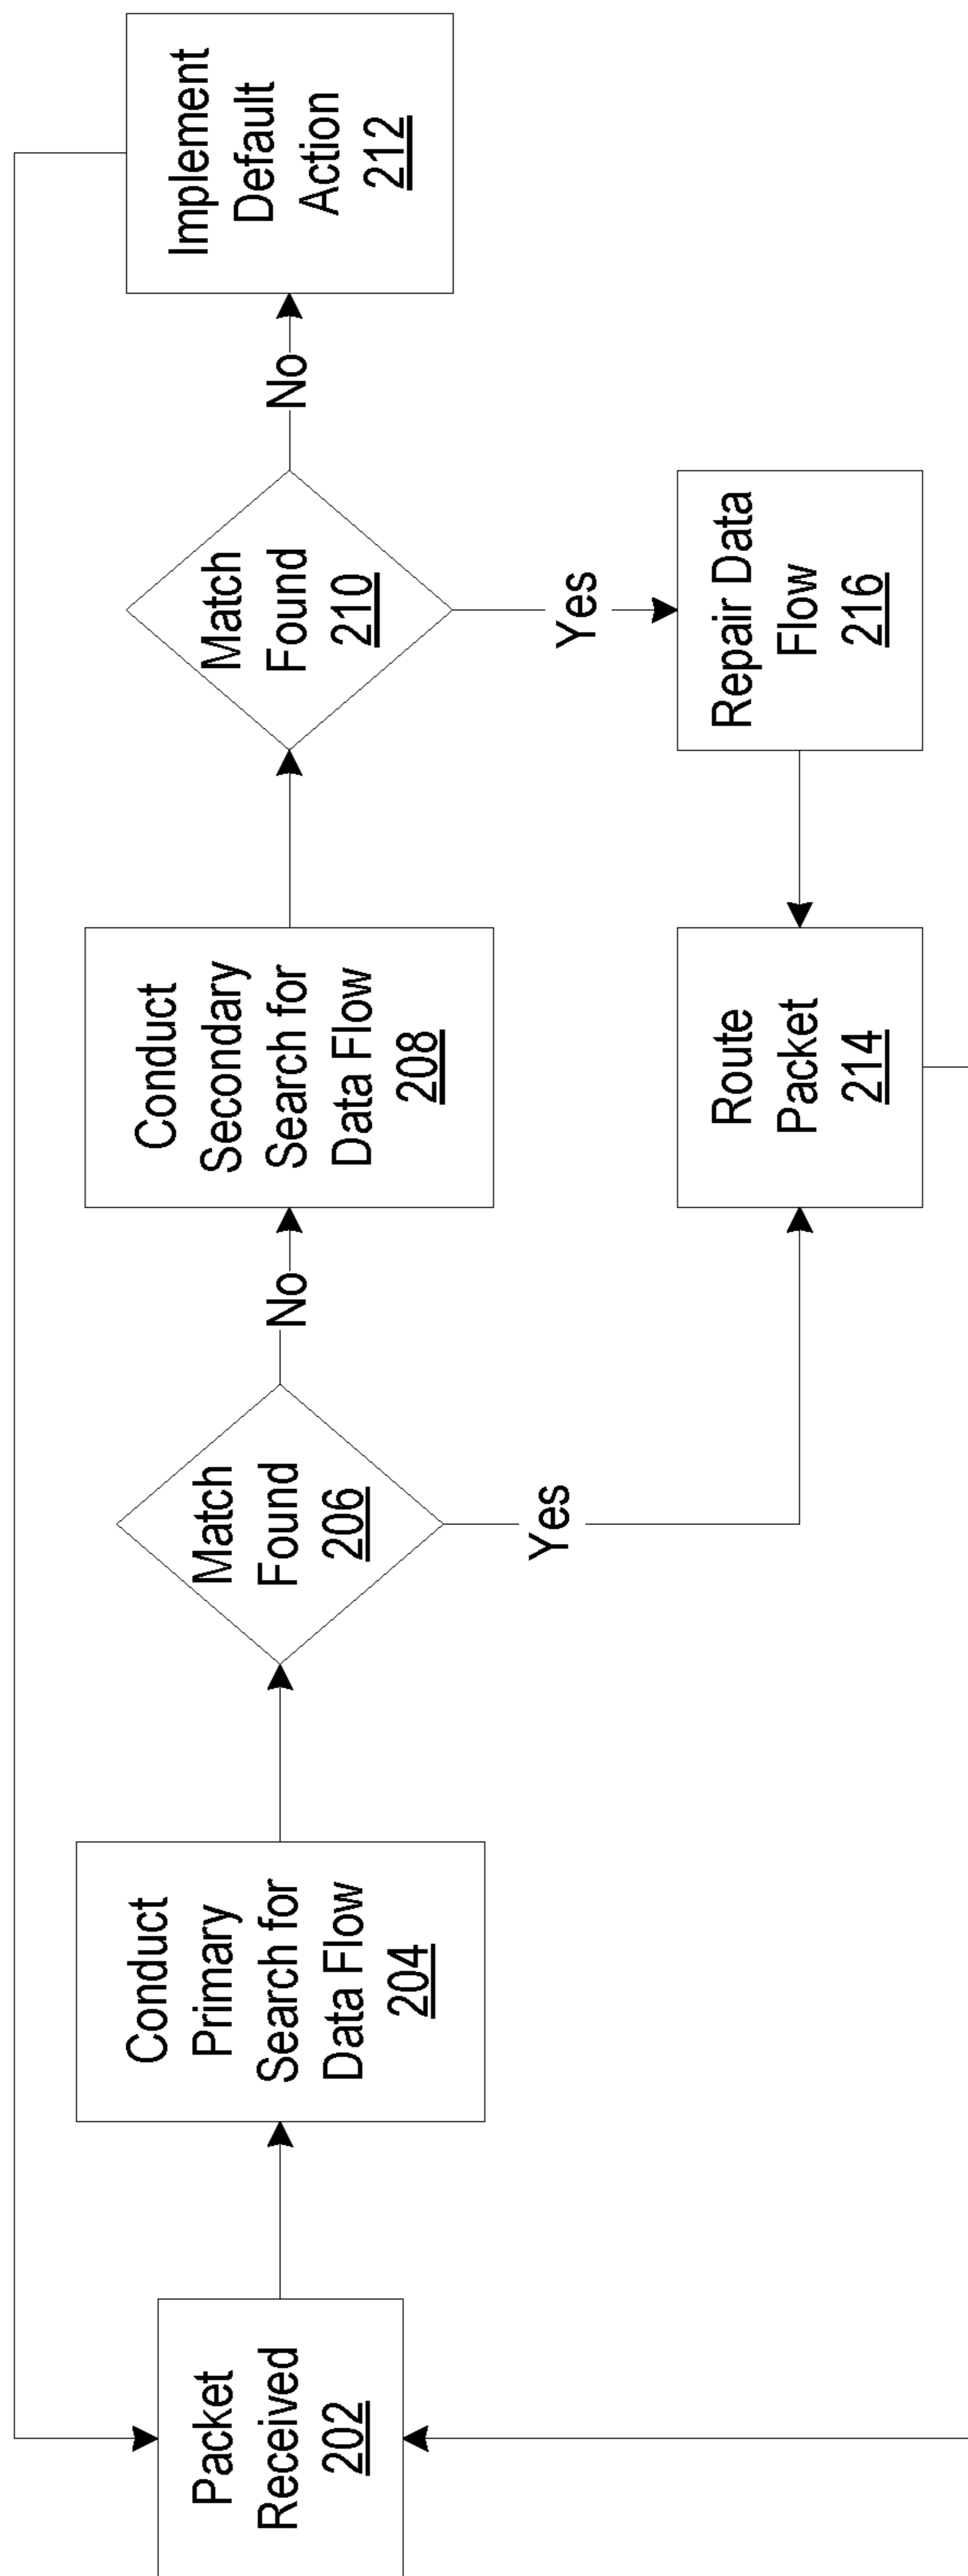 Packet
Received
202
Conduct
Primary
Search for
Data Flow
204
Match
Found
206
No
Yes
Conduct
Secondary
Search for
Data Flow
208
Match
Found
210
No
Yes
Implement
Default
Action
212
Route
Packet
214
Repair Data
Flow
216